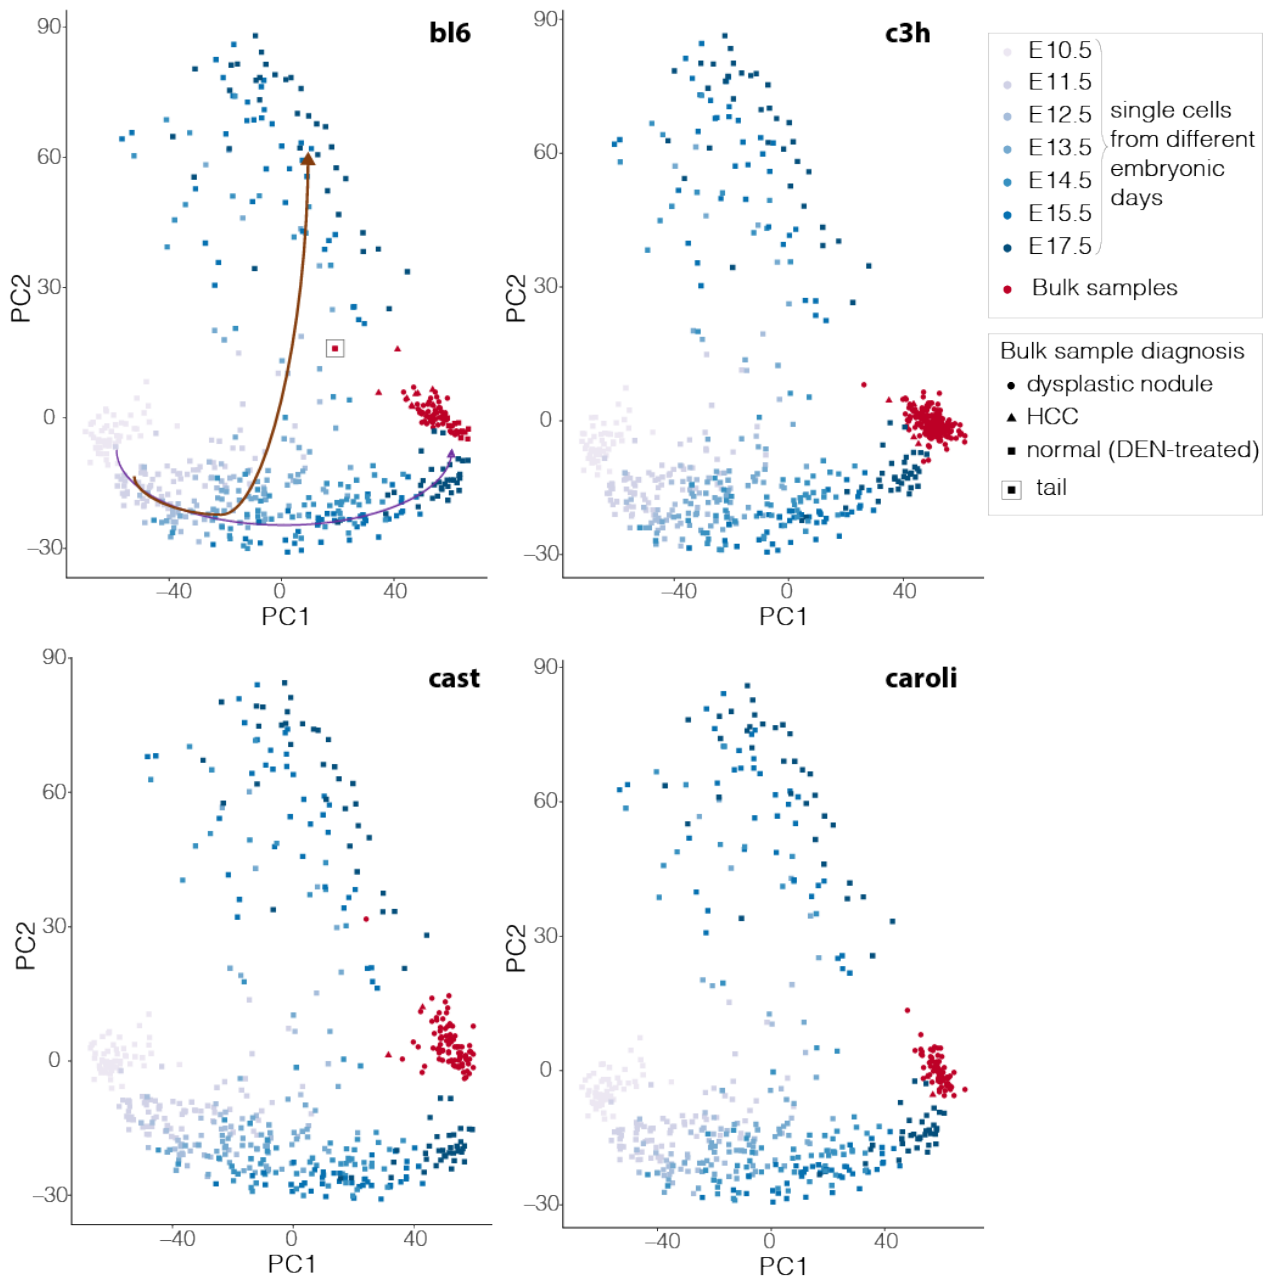 bl6
90
60
30
0
−30
−40
0
40
PC1
PC2
c3h
90
60
30
0
−30
−40
0
40
PC1
PC2
E10.5
E11.5
E12.5
E13.5
E14.5
E15.5
E17.5
single cells
from different
embryonic
days
Bulk samples
Bulk sample diagnosis
dysplastic nodule
HCC
normal (DEN-treated)
tail
cast
90
60
30
0
−30
−40
0
40
PC1
PC2
caroli
90
60
30
0
−30
−40
0
40
PC1
PC2